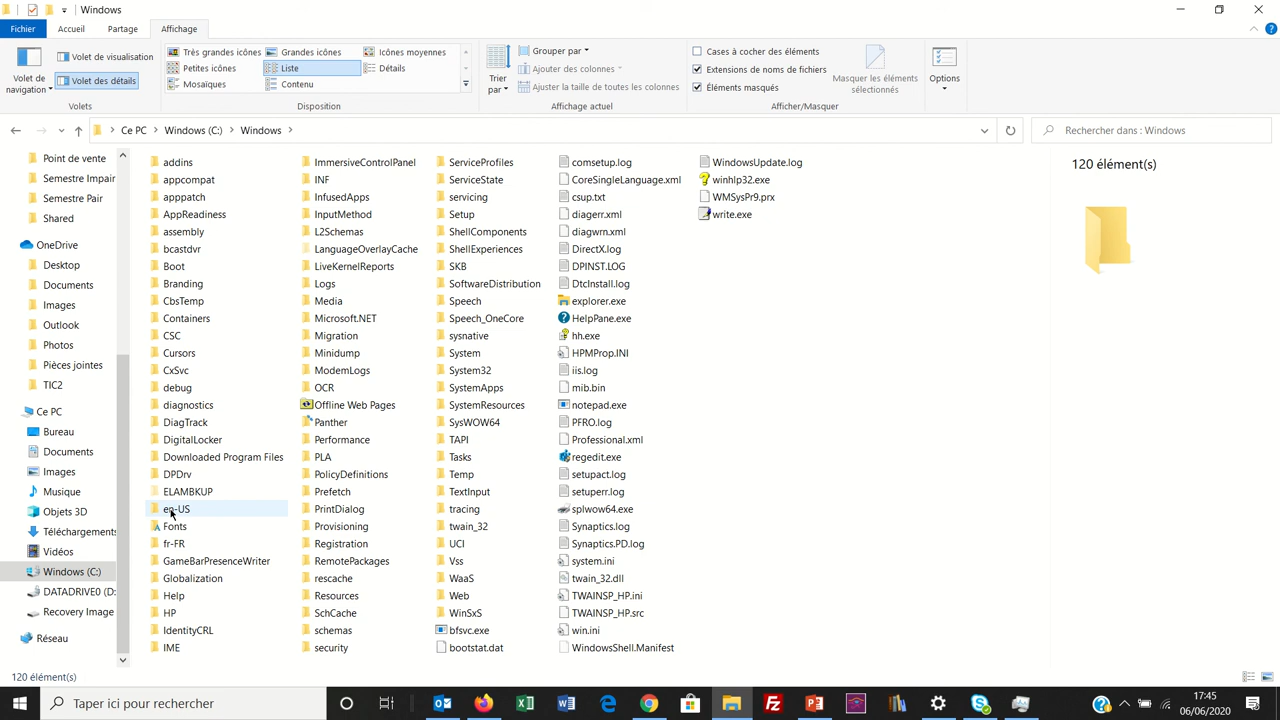 Windows
Fichier Accueil Partage Affichage
Volet de navigation
Volet de visualisation
Volet des détails
Volets
Très grandes icônes Grandes icônes Icônes moyennes
Petites icônes Liste Détails
Mosaïques Contenu
Disposition
Trier par
Grouper par
Ajouter des colonnes
Ajuster la taille de toutes les colonnes
Affichage actuel
Cases à cocher des éléments
Extensions de noms de fichiers
Éléments masqués
Masquer les éléments sélectionnés
Afficher/Masquer
Options
Ce PC > Windows (C:) > Windows >
Rechercher dans : Windows
Point de vente
Semestre Impair
Semestre Pair
Shared
OneDrive
Desktop
Documents
Images
Outlook
Photos
Pièces jointes
TIC2
Ce PC
Bureau
Documents
Images
Musique
Objets 3D
Téléchargements
Vidéos
Windows (C:)
DATADRIVE0 (D:
Recovery Image
Réseau
addins
appcompat
apppatch
AppReadiness
assembly
bcastdvr
Boot
Branding
CbsTemp
Containers
CSC
Cursors
CxSvc
debug
diagnostics
DiagTrack
DigitalLocker
Downloaded Program Files
DPDrv
ELAMBKUP
en-US
Fonts
fr-FR
GameBarPresenceWriter
Globalization
Help
HP
IdentityCRL
IME
ImmersiveControlPanel
INF
InfusedApps
InputMethod
L2Schemas
LanguageOverlayCache
LiveKernelReports
Logs
Media
Microsoft.NET
Migration
Minidump
ModemLogs
OCR
Offline Web Pages
Panther
Performance
PLA
PolicyDefinitions
Prefetch
PrintDialog
Provisioning
Registration
RemotePackages
rescache
Resources
SchCache
schemas
security
ServiceProfiles
ServiceState
servicing
Setup
ShellComponents
ShellExperiences
SKB
SoftwareDistribution
Speech
Speech_OneCore
sysnative
System
System32
SystemApps
SystemResources
SysWOW64
TAPI
Tasks
Temp
TextInput
tracing
twain_32
UCI
Vss
WaaS
Web
WinSxS
bfsvc.exe
bootstat.dat
comsetup.log
CoreSingleLanguage.xml
csup.txt
diagerr.xml
diagwrn.xml
DirectX.log
DPINST.LOG
DtcInstall.log
explorer.exe
HelpPane.exe
hh.exe
HPMProp.INI
iis.log
mib.bin
notepad.exe
PFRO.log
Professional.xml
regedit.exe
setupact.log
setuperr.log
splwow64.exe
Synaptics.log
Synaptics.PD.log
system.ini
twain_32.dll
TWAINSP_HP.ini
TWAINSP_HP.src
win.ini
WindowsShell.Manifest
WindowsUpdate.log
winhlp32.exe
WMSysPr9.prx
write.exe
120 élément(s)
120 élément(s)
Taper ici pour rechercher
17:45
06/06/2020